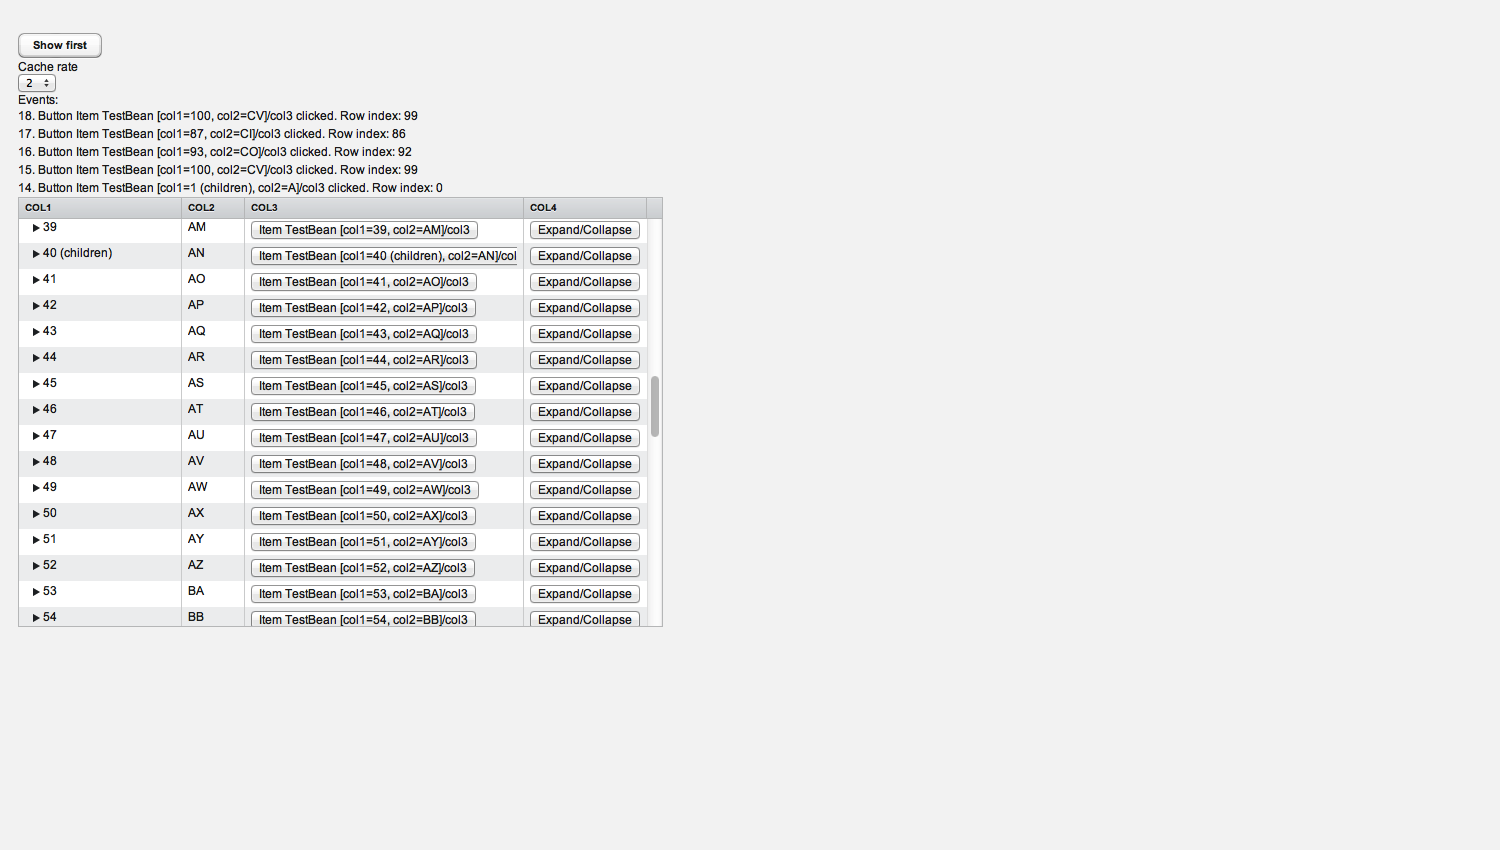 Show first
Cache rate
2
Events:
18. Button Item TestBean [col1=100, col2=CV]/col3 clicked. Row index: 99
17. Button Item TestBean [col1=87, col2=CI]/col3 clicked. Row index: 86
16. Button Item TestBean [col1=93, col2=CO]/col3 clicked. Row index: 92
15. Button Item TestBean [col1=100, col2=CV]/col3 clicked. Row index: 99
14. Button Item TestBean [col1=1 (children), col2=A]/col3 clicked. Row index: 0
COL1 COL2 COL3 COL4
39 AM Item TestBean [col1=39, col2=AM]/col3 Expand/Collapse
40 (children) AN Item TestBean [col1=40 (children), col2=AN]/col Expand/Collapse
41 AO Item TestBean [col1=41, col2=AO]/col3 Expand/Collapse
42 AP Item TestBean [col1=42, col2=AP]/col3 Expand/Collapse
43 AQ Item TestBean [col1=43, col2=AQ]/col3 Expand/Collapse
44 AR Item TestBean [col1=44, col2=AR]/col3 Expand/Collapse
45 AS Item TestBean [col1=45, col2=AS]/col3 Expand/Collapse
46 AT Item TestBean [col1=46, col2=AT]/col3 Expand/Collapse
47 AU Item TestBean [col1=47, col2=AU]/col3 Expand/Collapse
48 AV Item TestBean [col1=48, col2=AV]/col3 Expand/Collapse
49 AW Item TestBean [col1=49, col2=AW]/col3 Expand/Collapse
50 AX Item TestBean [col1=50, col2=AX]/col3 Expand/Collapse
51 AY Item TestBean [col1=51, col2=AY]/col3 Expand/Collapse
52 AZ Item TestBean [col1=52, col2=AZ]/col3 Expand/Collapse
53 BA Item TestBean [col1=53, col2=BA]/col3 Expand/Collapse
54 BB Item TestBean [col1=54, col2=BB]/col3 Expand/Collapse